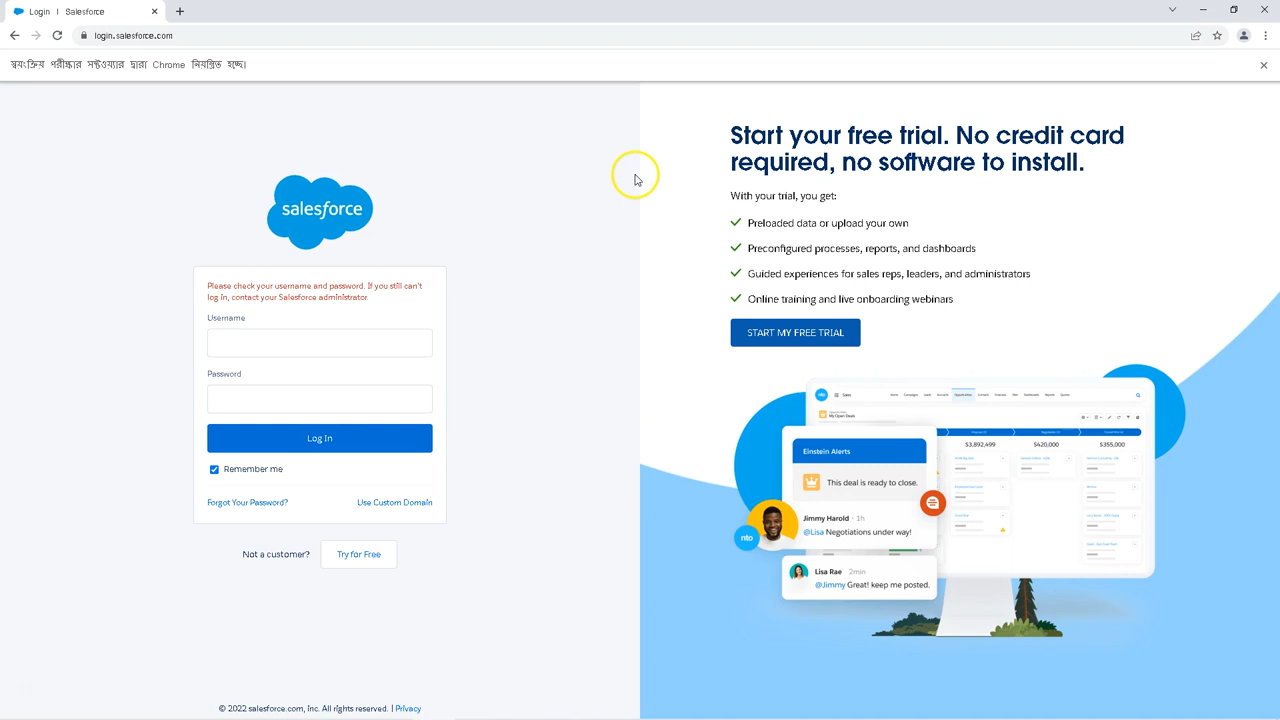 Login | Salesforce
login.salesforce.com
স্বয়ংক্রিয় পরীক্ষার সফ্টওয়্যার দ্বারা Chrome নিয়ন্ত্রিত হচ্ছে।
salesforce
Please check your username and password. If you still can't
log in, contact your Salesforce administrator.
Username
Password
Log In
Remember me
Forgot Your Password? Use Custom Domain
Not a customer? Try for Free
© 2022 salesforce.com, inc. All rights reserved. | Privacy
Start your free trial. No credit card
required, no software to install.
With your trial, you get:
Preloaded data or upload your own
Preconfigured processes, reports, and dashboards
Guided experiences for sales reps, leaders, and administrators
Online training and live onboarding webinars
START MY FREE TRIAL
nto Sales
My Open Deals
$3,892,499 $420,000 $355,000
Einstein Alerts
This deal is ready to close.
Jimmy Harold · 1h
@Lisa Negotiations under way!
nto
Lisa Rae 2min
@Jimmy Great! keep me posted.